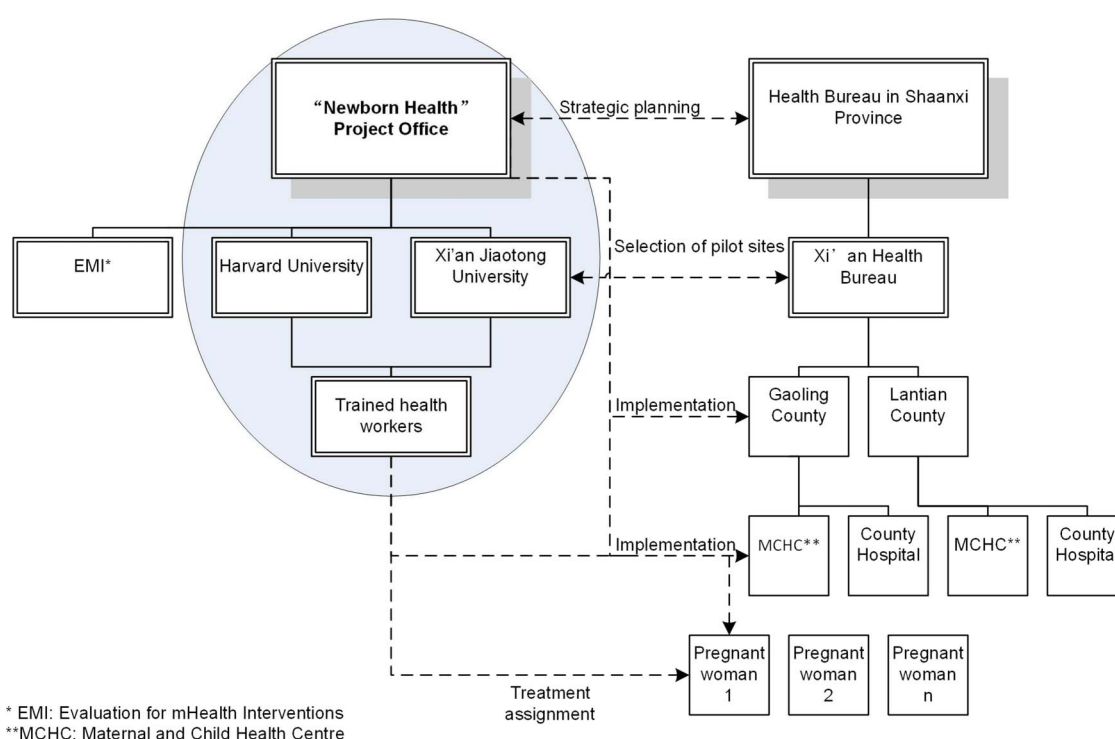 “Newborn Health”
Project Office
Strategic planning
Health Bureau in Shaanxi
Province
EMI*
Harvard University
Xi'an Jiaotong
University
Selection of pilot sites
Xi’an Health
Bureau
Trained health
workers
Implementation
Gaoling
County
Lantian
County
Implementation
MCHC**
County
Hospital
MCHC**
County
Hospital
Pregnant
woman
1
Pregnant
woman
2
Pregnant
woman
n
Treatment
assignment
* EMI: Evaluation for mHealth Interventions
**MCHC: Maternal and Child Health Centre